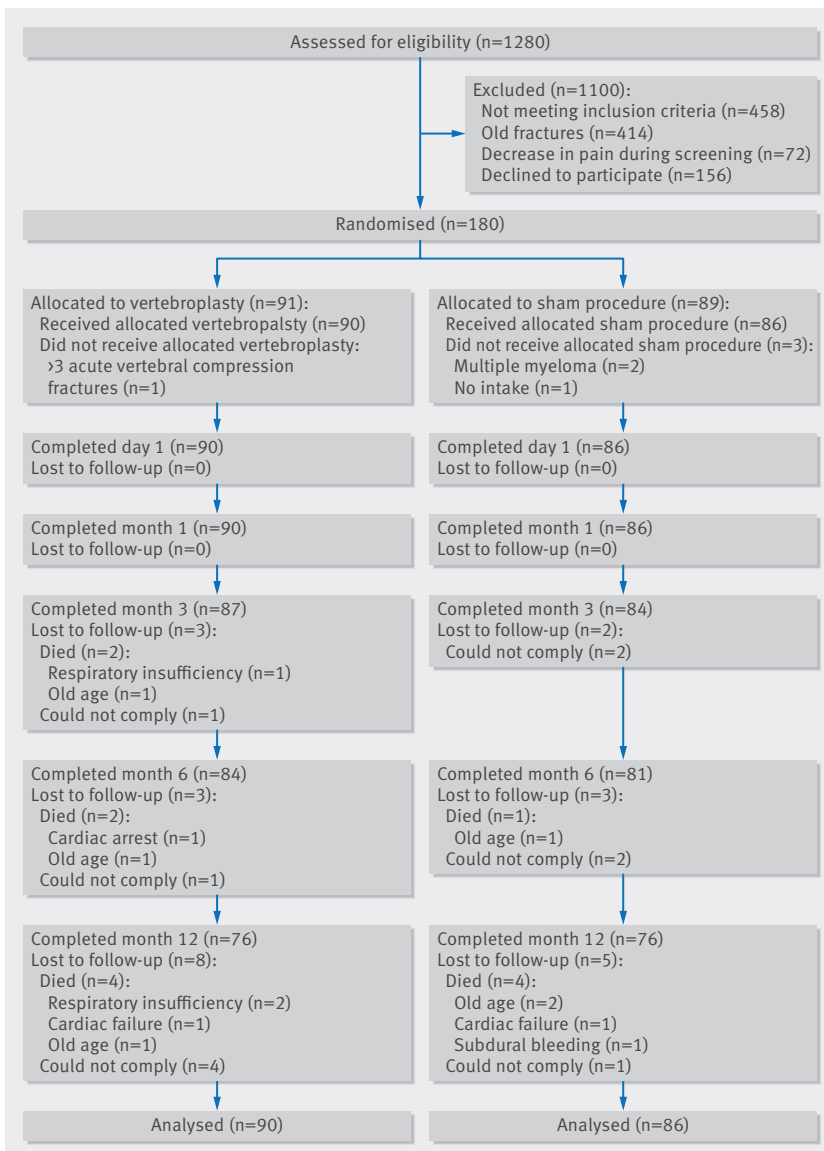 Assessed for eligibility (n=1280)
Excluded (n=1100):
Not meeting inclusion criteria (n=458)
Old fractures (n=414)
Decrease in pain during screening (n=72)
Declined to participate (n=156)
Randomised (n=180)
Allocated to vertebroplasty (n=91):
Received allocated vertebropalsty (n=90)
Did not receive allocated vertebroplasty:
>3 acute vertebral compression
fractures (n=1)
Allocated to sham procedure (n=89):
Received allocated sham procedure (n=86)
Did not receive allocated sham procedure (n=3):
Multiple myeloma (n=2)
No intake (n=1)
Completed day 1 (n=90)
Lost to follow-up (n=0)
Completed day 1 (n=86)
Lost to follow-up (n=0)
Completed month 1 (n=90)
Lost to follow-up (n=0)
Completed month 1 (n=86)
Lost to follow-up (n=0)
Completed month 3 (n=87)
Lost to follow-up (n=3):
Died (n=2):
Respiratory insufficiency (n=1)
Old age (n=1)
Could not comply (n=1)
Completed month 3 (n=84)
Lost to follow-up (n=2):
Could not comply (n=2)
Completed month 6 (n=84)
Lost to follow-up (n=3):
Died (n=2):
Cardiac arrest (n=1)
Old age (n=1)
Could not comply (n=1)
Completed month 6 (n=81)
Lost to follow-up (n=3):
Died (n=1):
Old age (n=1)
Could not comply (n=2)
Completed month 12 (n=76)
Lost to follow-up (n=8):
Died (n=4):
Respiratory insufficiency (n=2)
Cardiac failure (n=1)
Old age (n=1)
Could not comply (n=4)
Completed month 12 (n=76)
Lost to follow-up (n=5):
Died (n=4):
Old age (n=2)
Cardiac failure (n=1)
Subdural bleeding (n=1)
Could not comply (n=1)
Analysed (n=90)
Analysed (n=86)